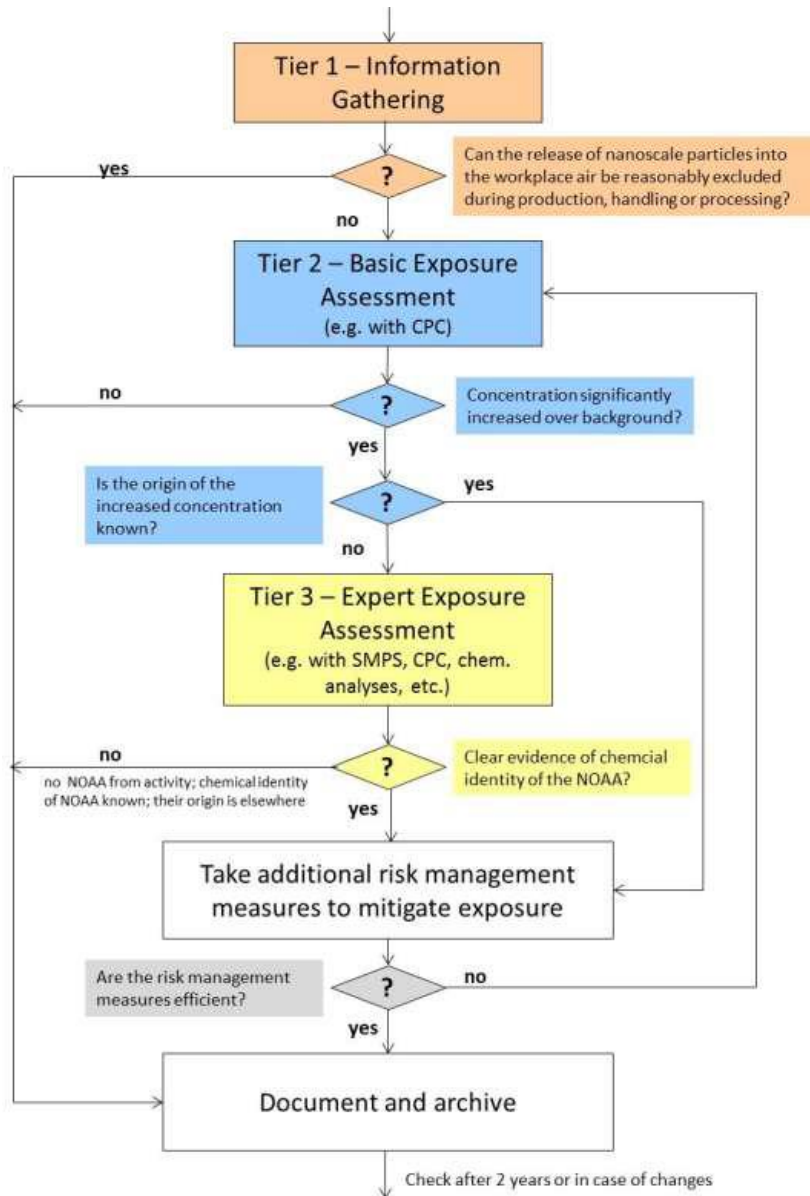 Tier 1 – Information
Gathering
yes
?
Can the release of nanoscale particles into
the workplace air be reasonably excluded
during production, handling or processing?
no
Tier 2 – Basic Exposure
Assessment
(e.g. with CPC)
no
?
Concentration significantly
increased over background?
yes
Is the origin of the
increased concentration
known?
?
yes
no
Tier 3 – Expert Exposure
Assessment
(e.g. with SMPS, CPC, chem.
analyses, etc.)
no
?
Clear evidence of chemcial
identity of the NOAA?
no NOAA from activity; chemical identity
of NOAA known; their origin is elsewhere
yes
Take additional risk management
measures to mitigate exposure
Are the risk management
measures efficient?
?
no
yes
Document and archive
Check after 2 years or in case of changes